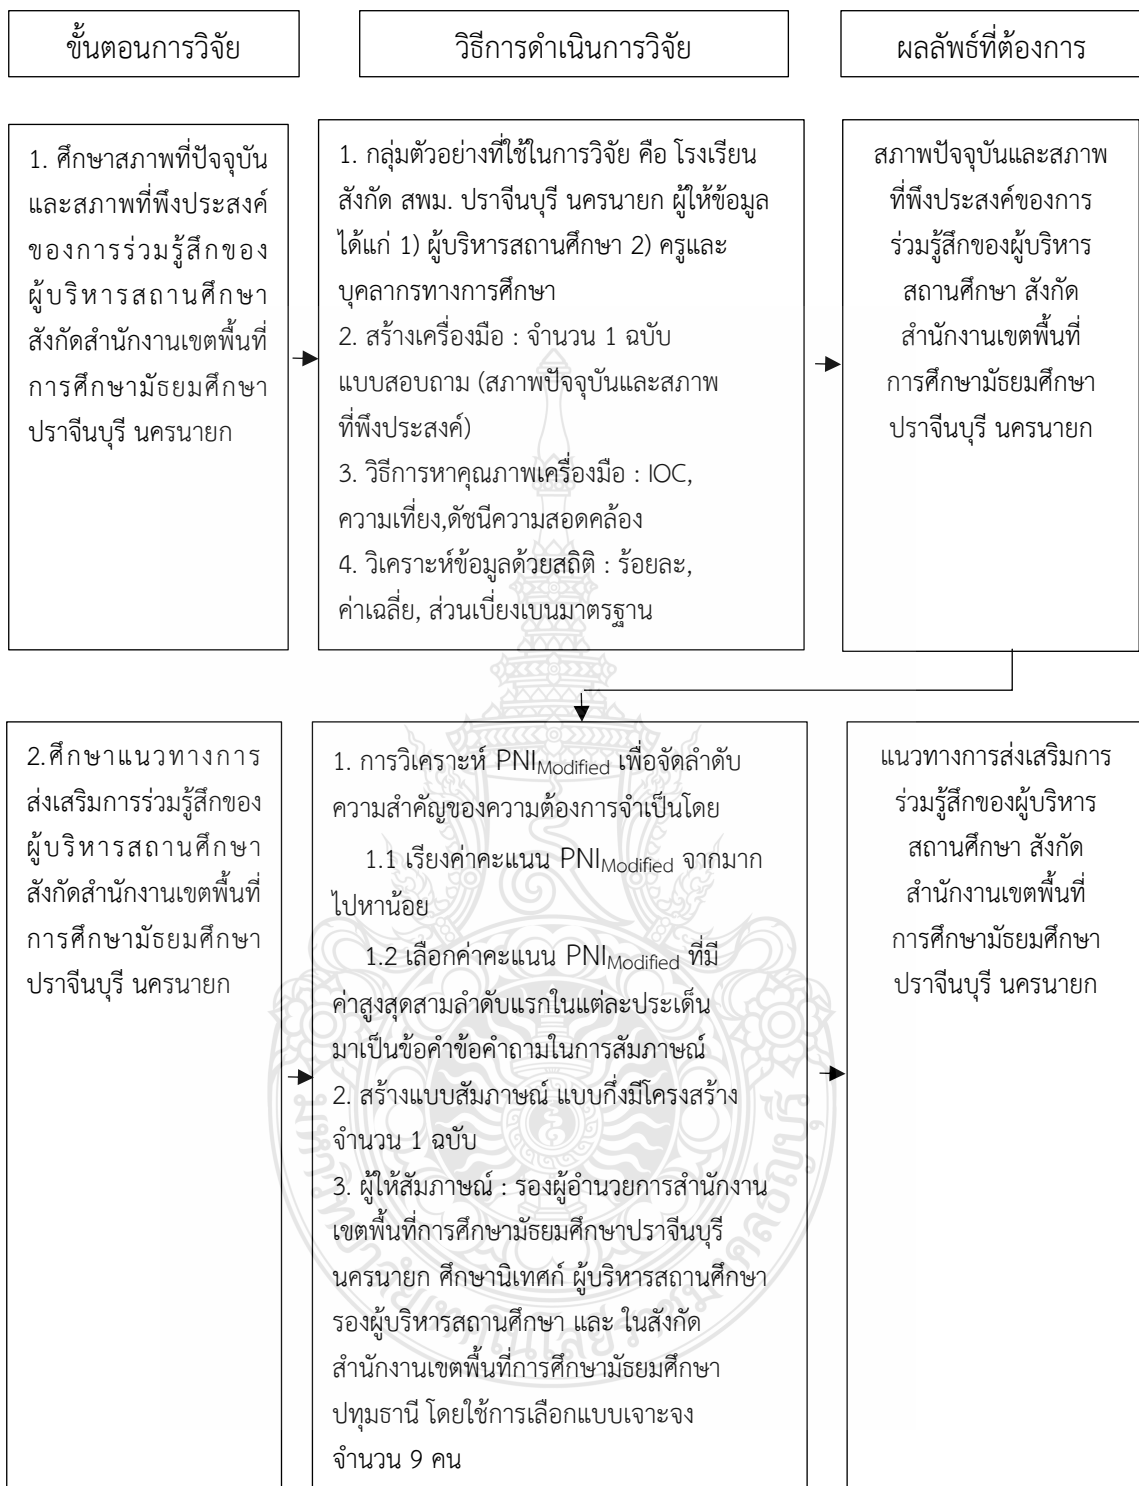 ขั้นตอนการวิจัย
วิธีการดำเนินการวิจัย
ผลลัพธ์ที่ต้องการ
1. ศึกษาสภาพที่ปัจจุบัน
และสภาพที่พึงประสงค์
ของการร่วมรู้สึกของ
ผู้บริหารสถานศึกษา
สังกัดสำนักงานเขตพื้นที่
การศึกษามัธยมศึกษา
ปราจีนบุรี นครนายก
1. กลุ่มตัวอย่างที่ใช้ในการวิจัย คือ โรงเรียน
สังกัด สพม. ปราจีนบุรี นครนายก ผู้ให้ข้อมูล
ได้แก่ 1) ผู้บริหารสถานศึกษา 2) ครูและ
บุคลากรทางการศึกษา
2. สร้างเครื่องมือ : จำนวน 1 ฉบับ
แบบสอบถาม (สภาพปัจจุบันและสภาพ
ที่พึงประสงค์)
3. วิธีการหาคุณภาพเครื่องมือ : IOC,
ความเที่ยง,ดัชนีความสอดคล้อง
4. วิเคราะห์ข้อมูลด้วยสถิติ : ร้อยละ,
ค่าเฉลี่ย, ส่วนเบี่ยงเบนมาตรฐาน
สภาพปัจจุบันและสภาพ
ที่พึงประสงค์ของการ
ร่วมรู้สึกของผู้บริหาร
สถานศึกษา สังกัด
สำนักงานเขตพื้นที่
การศึกษามัธยมศึกษา
ปราจีนบุรี นครนายก
2.ศึกษาแนวทางการ
ส่งเสริมการร่วมรู้สึกของ
ผู้บริหารสถานศึกษา
สังกัดสำนักงานเขตพื้นที่
การศึกษามัธยมศึกษา
ปราจีนบุรี นครนายก
1. การวิเคราะห์ PNIModified เพื่อจัดลำดับ
ความสำคัญของความต้องการจำเป็นโดย
1.1 เรียงค่าคะแนน PNIModified จากมาก
ไปหาน้อย
1.2 เลือกค่าคะแนน PNIModified ที่มี
ค่าสูงสุดสามลำดับแรกในแต่ละประเด็น
มาเป็นข้อคำข้อคำถามในการสัมภาษณ์
2. สร้างแบบสัมภาษณ์ แบบกึ่งมีโครงสร้าง
จำนวน 1 ฉบับ
3. ผู้ให้สัมภาษณ์ : รองผู้อำนวยการสำนักงาน
เขตพื้นที่การศึกษามัธยมศึกษาปราจีนบุรี
นครนายก ศึกษานิเทศก์ ผู้บริหารสถานศึกษา
รองผู้บริหารสถานศึกษา และ ในสังกัด
สำนักงานเขตพื้นที่การศึกษามัธยมศึกษา
ปทุมธานี โดยใช้การเลือกแบบเจาะจง
จำนวน 9 คน
แนวทางการส่งเสริมการ
ร่วมรู้สึกของผู้บริหาร
สถานศึกษา สังกัด
สำนักงานเขตพื้นที่
การศึกษามัธยมศึกษา
ปราจีนบุรี นครนายก